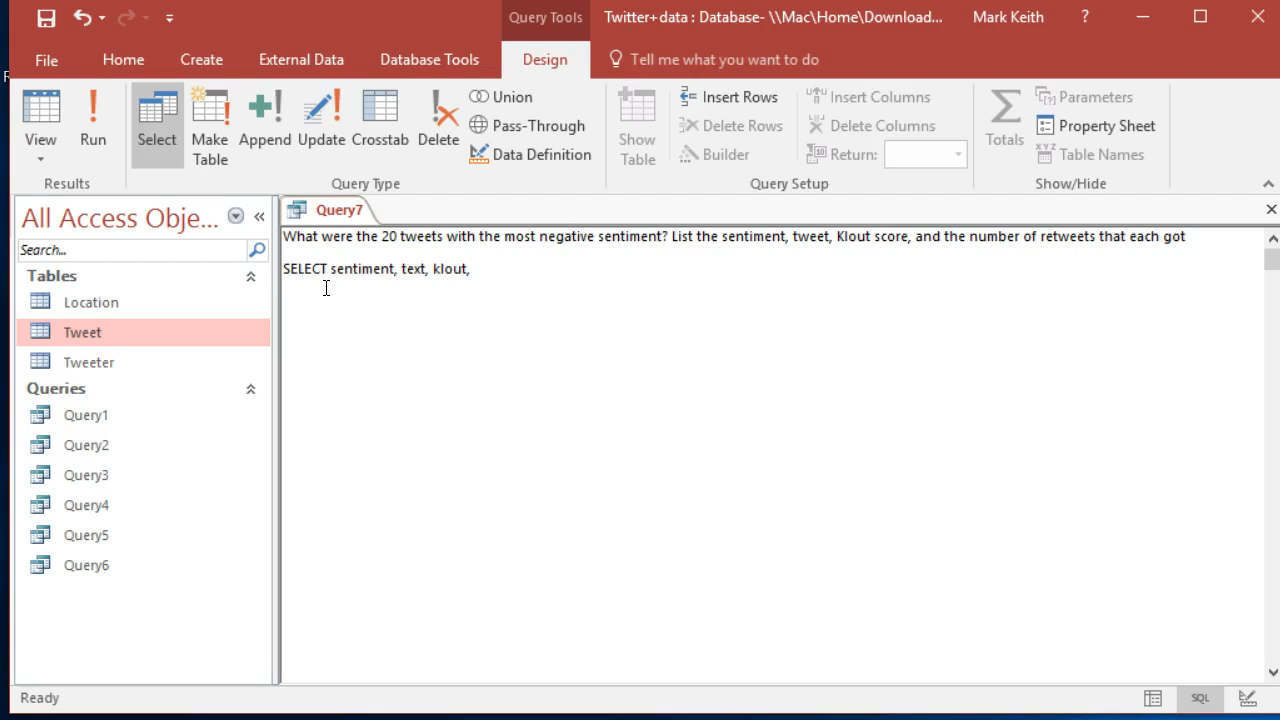 Query Tools
Twitter+data : Database- \\Mac\Home\Download...
Mark Keith
?
File
Home
Create
External Data
Database Tools
Design
Tell me what you want to do
View
Run
Select
Make Table
Append
Update
Crosstab
Delete
Union
Pass-Through
Data Definition
Show Table
Insert Rows
Delete Rows
Builder
Insert Columns
Delete Columns
Return:
Totals
Parameters
Property Sheet
Table Names
Results
Query Type
Query Setup
Show/Hide
All Access Obje...
Search...
Tables
Location
Tweet
Tweeter
Queries
Query1
Query2
Query3
Query4
Query5
Query6
Query7
What were the 20 tweets with the most negative sentiment? List the sentiment, tweet, Klout score, and the number of retweets that each got
SELECT sentiment, text, klout,
Ready
SQL